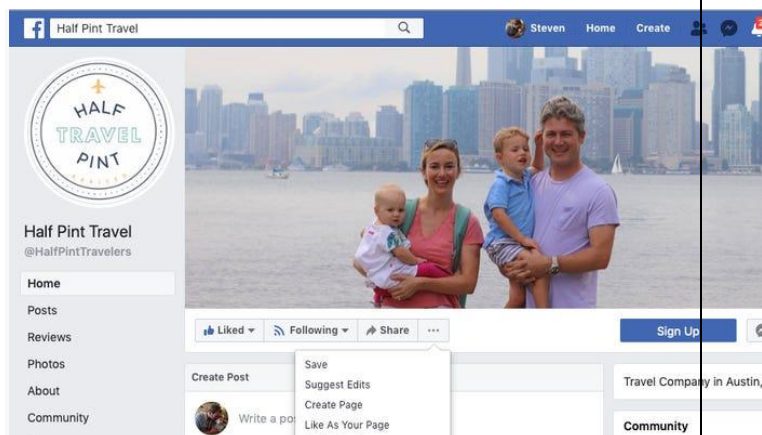 Half Pint Travel
Steven Home Create
HALF
TRAVEL
PINT
Half Pint Travel
@HalfPintTravelers
Home
Posts
Reviews
Photos
About
Community
Liked Following Share ...
Sign Up
Save
Suggest Edits
Create Page
Like As Your Page
Create Post
Write a po
Travel Company in Austin,
Community